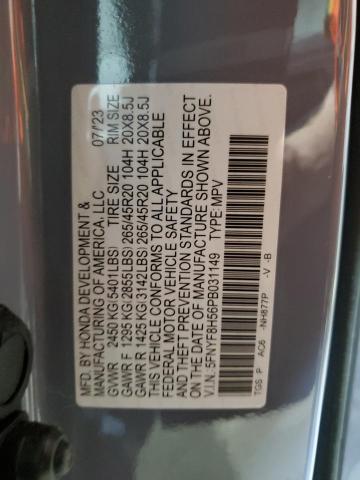 MFD. BY HONDA DEVELOPMENT &
MANUFACTURING OF AMERICA, LLC 07/23
TIRE SIZE RIM SIZE
GVWR 2450 KG(5401LBS)
GAWR F 1295 KG(2855LBS) 265/45R20 104H 20X8.5J
GAWR R 1425 KG(3142LBS) 265/45R20 104H 20X8.5J
THIS VEHICLE CONFORMS TO ALL APPLICABLE
FEDERAL MOTOR VEHICLE SAFETY
AND THEFT PREVENTION STANDARDS IN EFFECT
ON THE DATE OF MANUFACTURE SHOWN ABOVE.
V.I.N. 5FNYF8H56PB031149 TYPE: MPV
TGS P AC6 -NH877P -V -B